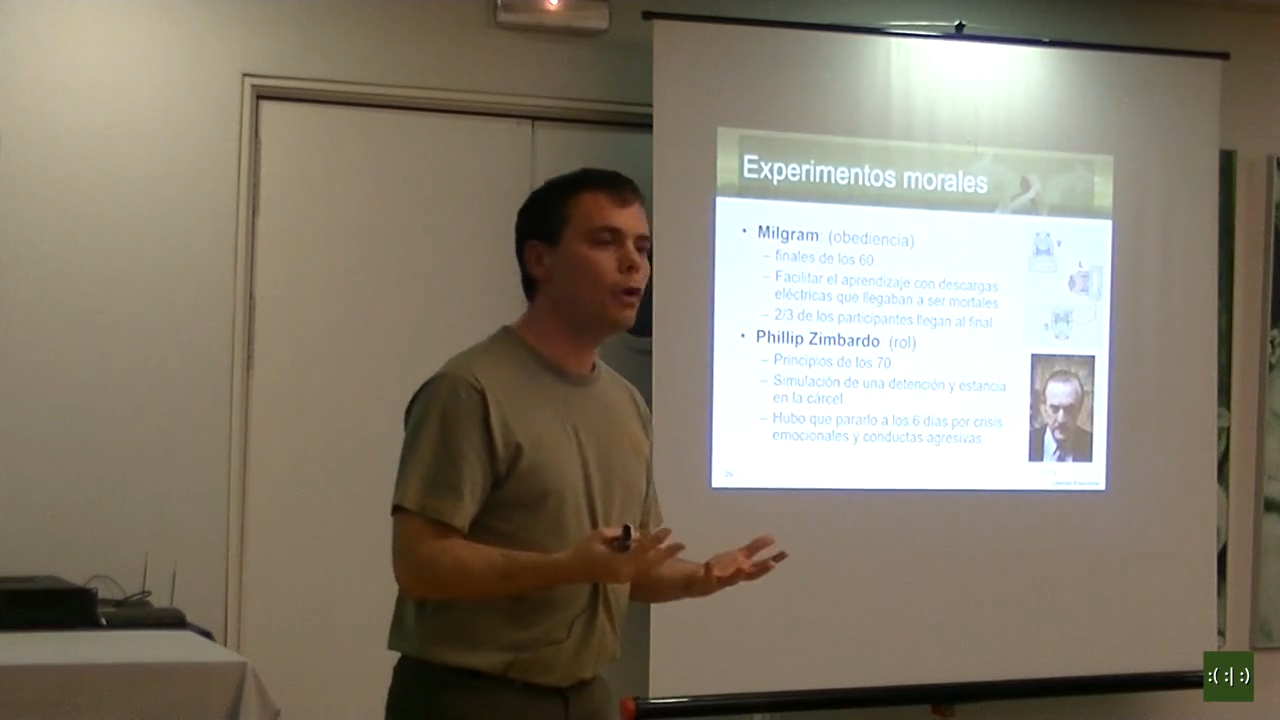 Experimentos morales
• Milgram: (obediencia)
– finales de los 60
– Facilitar el aprendizaje con descargas
eléctricas que llegaban a ser mortales.
– 2/3 de los participantes llegan al final
• Phillip Zimbardo: (rol)
– Principios de los 70
– Simulación de una detención y estancia
en la cárcel
– Hubo que pararlo a los 6 días por crisis
emocionales y conductas agresivas
V
L
26
:( :| :)